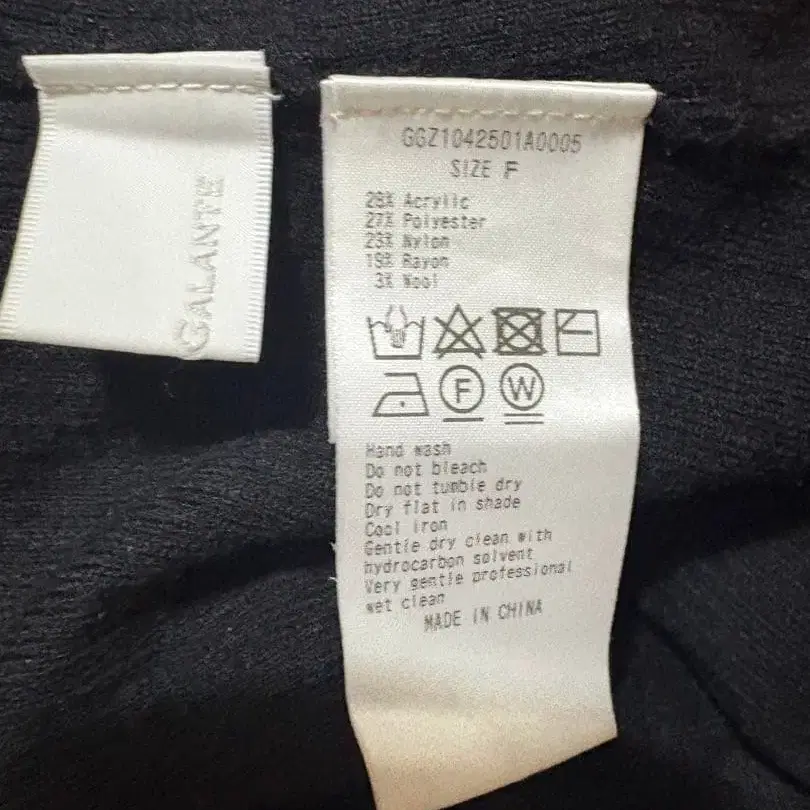 GALANTE
GGZ1042501A0005
SIZE F
28% Acrylic
27% Polyester
23% Nylon
19% Rayon
3% Wool
F
W
Hand wash
Do not bleach
Do not tumble dry
Dry flat in shade
Cool iron
Gentle dry clean with
hydrocarbon solvent
Very gentle professional
wet clean
MADE IN CHINA